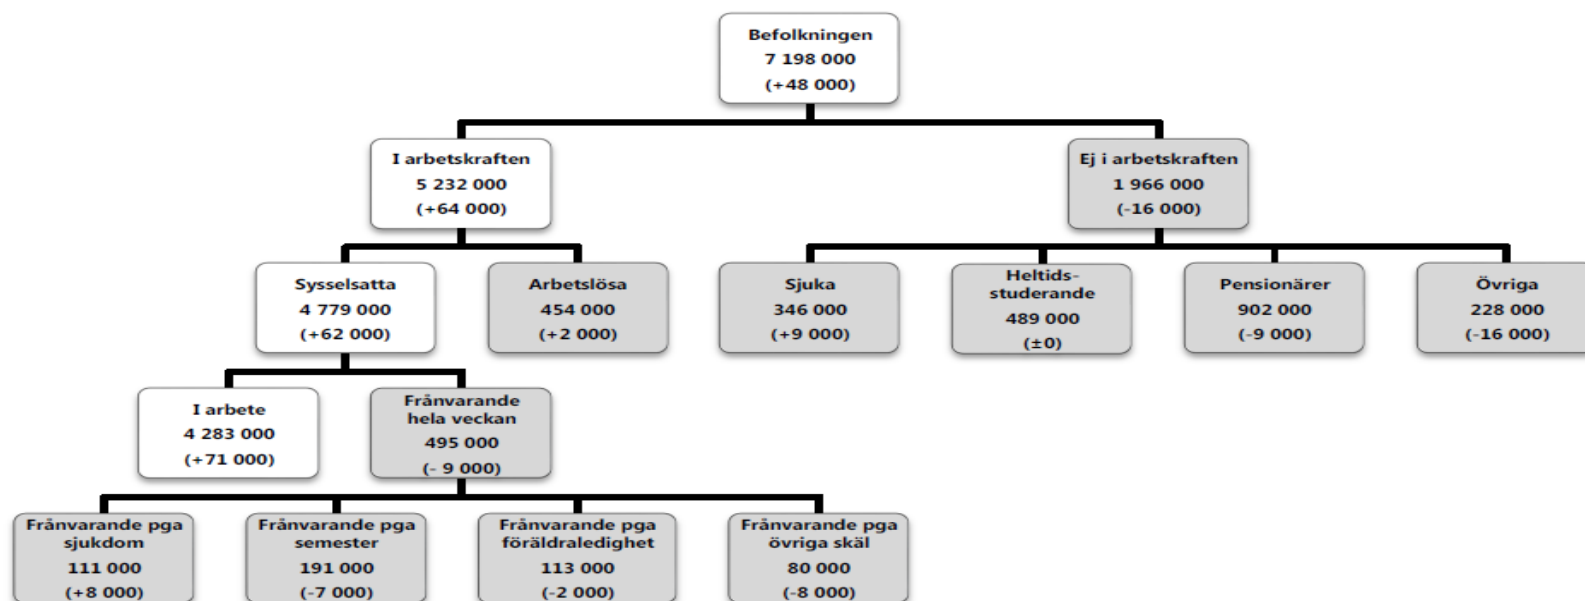 Befolkningen
7 198 000
(+48 000)
I arbetskraften
5 232 000
(+64 000)
Ej i arbetskraften
1 966 000
(-16 000)
Sysselsatta
4 779 000
(+62 000)
Arbetslösa
454 000
(+2 000)
Sjuka
346 000
(+9 000)
Heltids-
studerande
489 000
(±0)
Pensionärer
902 000
(-9 000)
Övriga
228 000
(-16 000)
I arbete
4 283 000
(+71 000)
Frånvarande
hela veckan
495 000
(- 9 000)
Frånvarande pga
sjukdom
111 000
(+8 000)
Frånvarande pga
semester
191 000
(-7 000)
Frånvarande pga
föräldraledighet
113 000
(-2 000)
Frånvarande pga
övriga skäl
80 000
(-8 000)